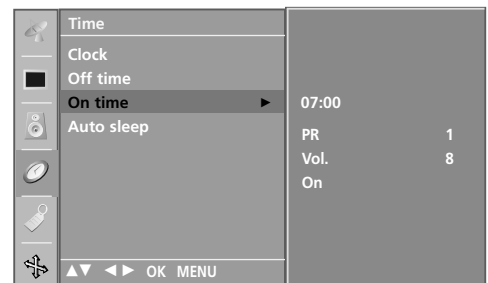 Time
Clock
Off time
On time ►
Auto sleep
07:00
PR 1
Vol. 8
On
▲▼ ◄► OK MENU